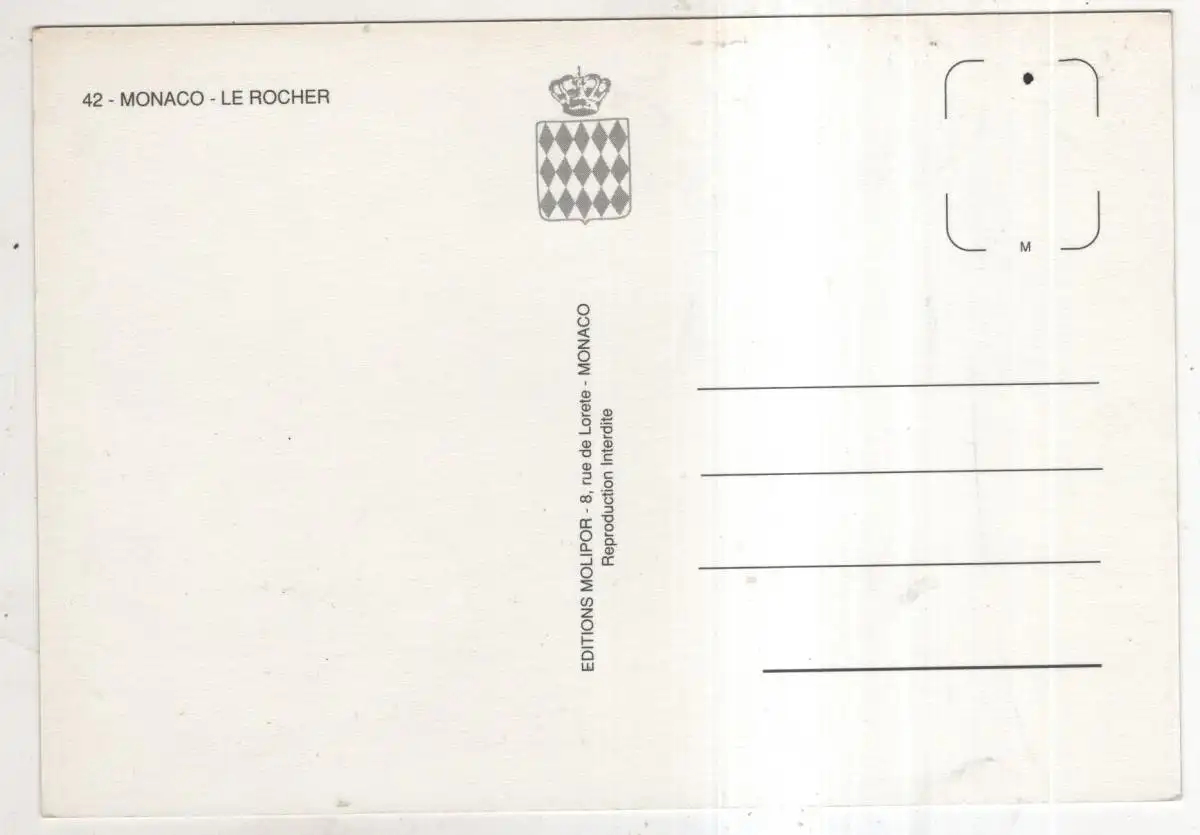 42 - MONACO - LE ROCHER
M
EDITIONS MOLIPOR - 8, rue de Lorete - MONACO
Reproduction Interdite